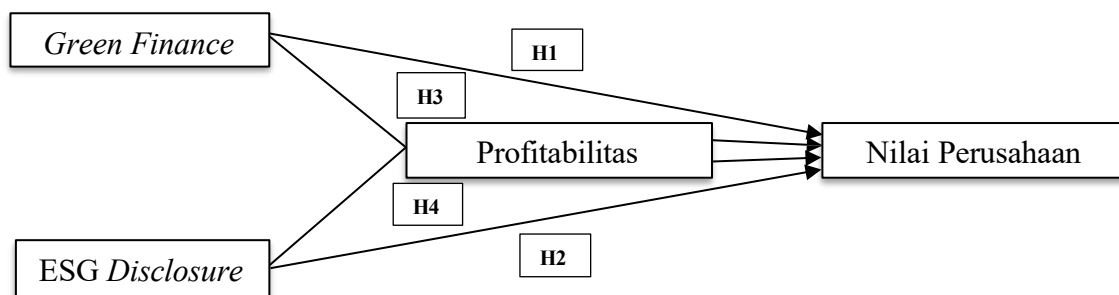 Green Finance
H1
H3
Profitabilitas
Nilai Perusahaan
H4
ESG Disclosure
H2